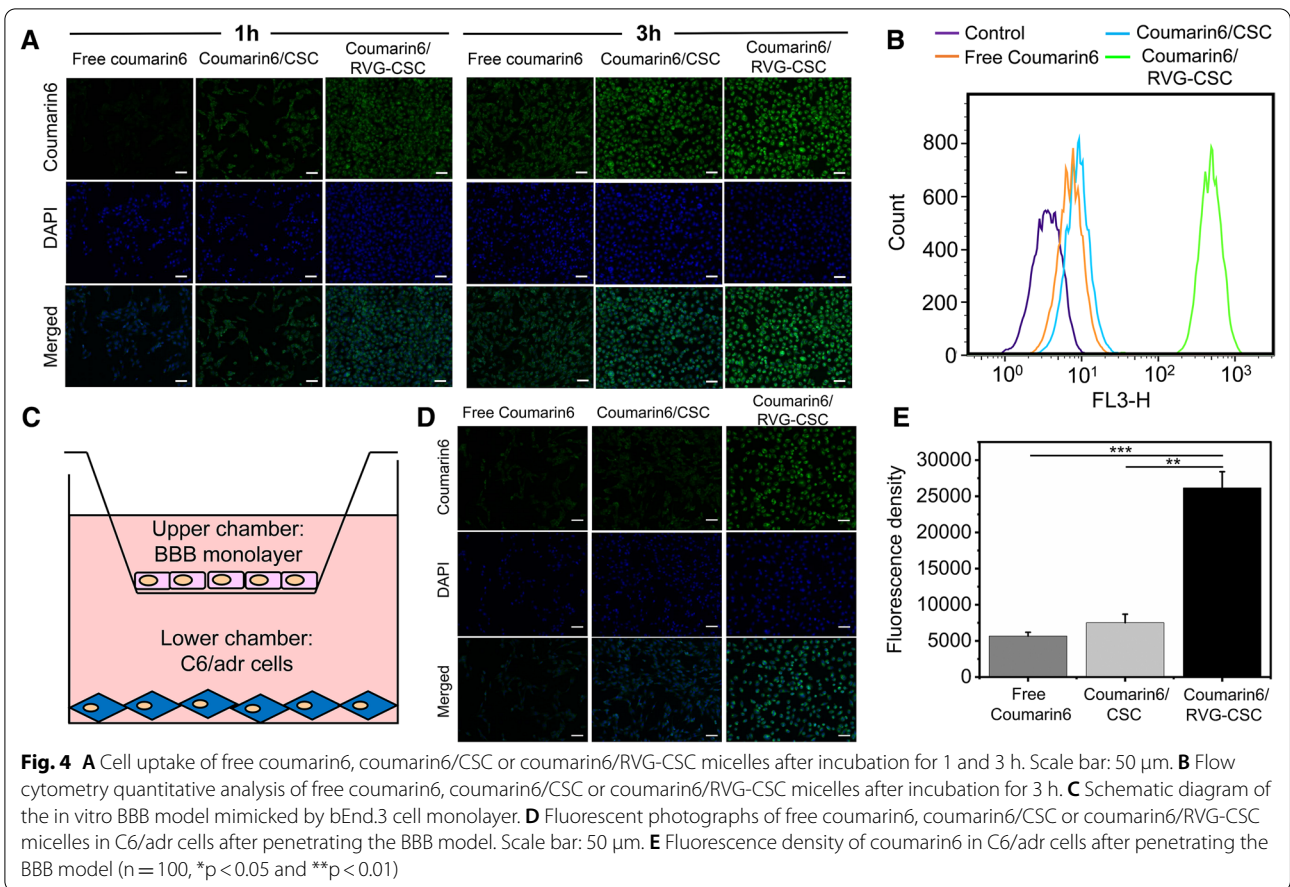 A
1h
3h
Free coumarin6
Coumarin6/CSC
Coumarin6/
RVG-CSC
Free coumarin6
Coumarin6/CSC
Coumarin6/
RVG-CSC
Coumarin6
DAPI
Merged
B
Control
Free Coumarin6
Coumarin6/CSC
Coumarin6/
RVG-CSC
Count
800
600
400
200
0
10⁰
10¹
10²
10³
FL3-H
C
Upper chamber:
BBB monolayer
Lower chamber:
C6/adr cells
D
Free Coumarin6
Coumarin6/CSC
Coumarin6/
RVG-CSC
Coumarin6
DAPI
Merged
E
Fluorescence density
30000
25000
20000
15000
10000
5000
0
***
**
Free
Coumarin6
Coumarin6/
CSC
Coumarin6/
RVG-CSC
Fig. 4 A Cell uptake of free coumarin6, coumarin6/CSC or coumarin6/RVG-CSC micelles after incubation for 1 and 3 h. Scale bar: 50 μm. B Flow
cytometry quantitative analysis of free coumarin6, coumarin6/CSC or coumarin6/RVG-CSC micelles after incubation for 3 h. C Schematic diagram of
the in vitro BBB model mimicked by bEnd.3 cell monolayer. D Fluorescent photographs of free coumarin6, coumarin6/CSC or coumarin6/RVG-CSC
micelles in C6/adr cells after penetrating the BBB model. Scale bar: 50 μm. E Fluorescence density of coumarin6 in C6/adr cells after penetrating the
BBB model (n = 100, *p < 0.05 and **p < 0.01)